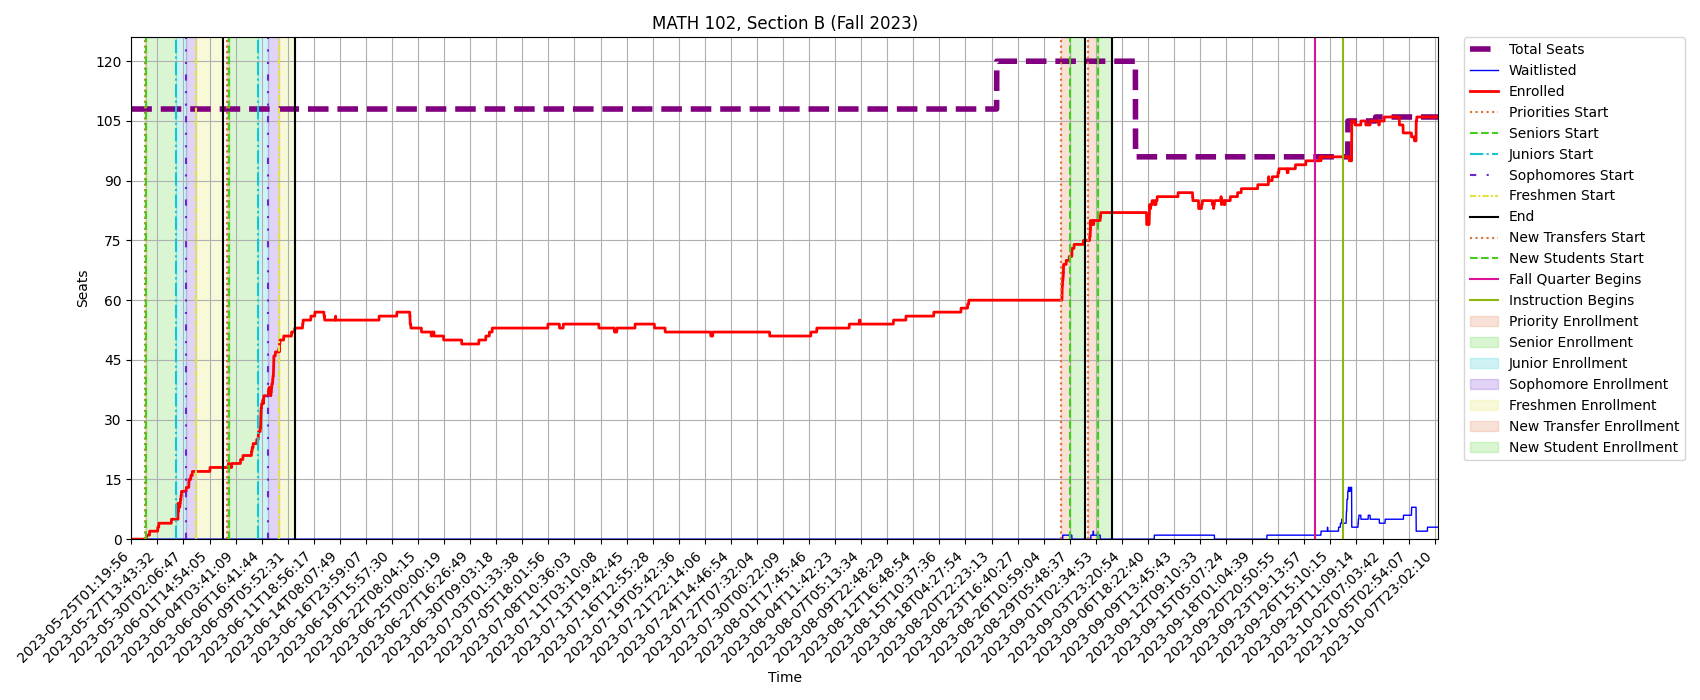 MATH 102, Section B (Fall 2023)
Seats
120
105
90
75
60
45
30
15
0
2023-05-25T01:19:56
2023-05-27T13:43:32
2023-05-30T02:06:47
2023-06-01T14:54:05
2023-06-04T03:41:09
2023-06-06T16:41:44
2023-06-09T05:52:31
2023-06-11T18:56:17
2023-06-14T08:07:49
2023-06-16T23:59:07
2023-06-19T15:57:30
2023-06-22T08:04:15
2023-06-25T00:00:19
2023-06-27T16:26:49
2023-06-30T09:03:18
2023-07-03T01:33:38
2023-07-05T18:01:56
2023-07-08T10:36:03
2023-07-11T03:10:08
2023-07-13T19:42:45
2023-07-16T12:55:28
2023-07-19T05:42:36
2023-07-21T22:14:06
2023-07-24T14:46:54
2023-07-27T07:32:04
2023-07-30T00:22:09
2023-08-01T17:45:46
2023-08-04T11:42:23
2023-08-07T05:13:34
2023-08-09T22:48:29
2023-08-12T16:48:54
2023-08-15T10:37:36
2023-08-18T04:27:54
2023-08-20T22:23:13
2023-08-23T16:40:27
2023-08-26T10:59:04
2023-08-29T05:48:37
2023-09-01T02:34:53
2023-09-03T23:20:54
2023-09-06T18:22:40
2023-09-09T13:45:43
2023-09-12T09:10:33
2023-09-15T05:07:24
2023-09-18T01:04:39
2023-09-20T20:50:55
2023-09-23T19:13:57
2023-09-26T15:10:15
2023-09-29T11:09:14
2023-10-02T07:03:42
2023-10-05T02:54:07
2023-10-07T23:02:10
Time
Total Seats
Waitlisted
Enrolled
Priorities Start
Seniors Start
Juniors Start
Sophomores Start
Freshmen Start
End
New Transfers Start
New Students Start
Fall Quarter Begins
Instruction Begins
Priority Enrollment
Senior Enrollment
Junior Enrollment
Sophomore Enrollment
Freshmen Enrollment
New Transfer Enrollment
New Student Enrollment